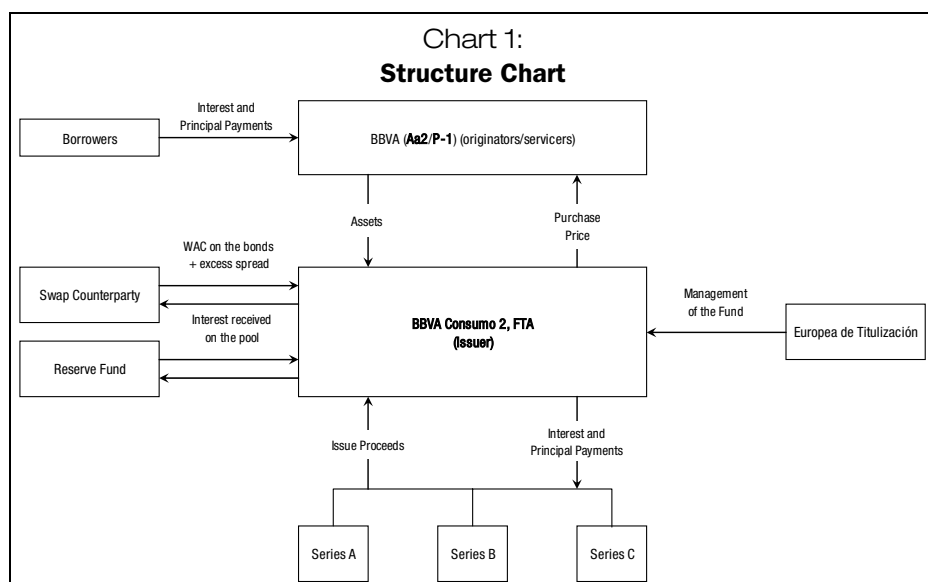 Chart 1:
Structure Chart
Interest and
Principal Payments
Borrowers
BBVA (Aa2/P-1) (originators/servicers)
Assets
Purchase
Price
WAC on the bonds
+ excess spread
Swap Counterparty
Interest received
on the pool
Reserve Fund
BBVA Consumo 2, FTA
(Issuer)
Management
of the Fund
Europea de Titulización
Issue Proceeds
Interest and
Principal Payments
Series A
Series B
Series C